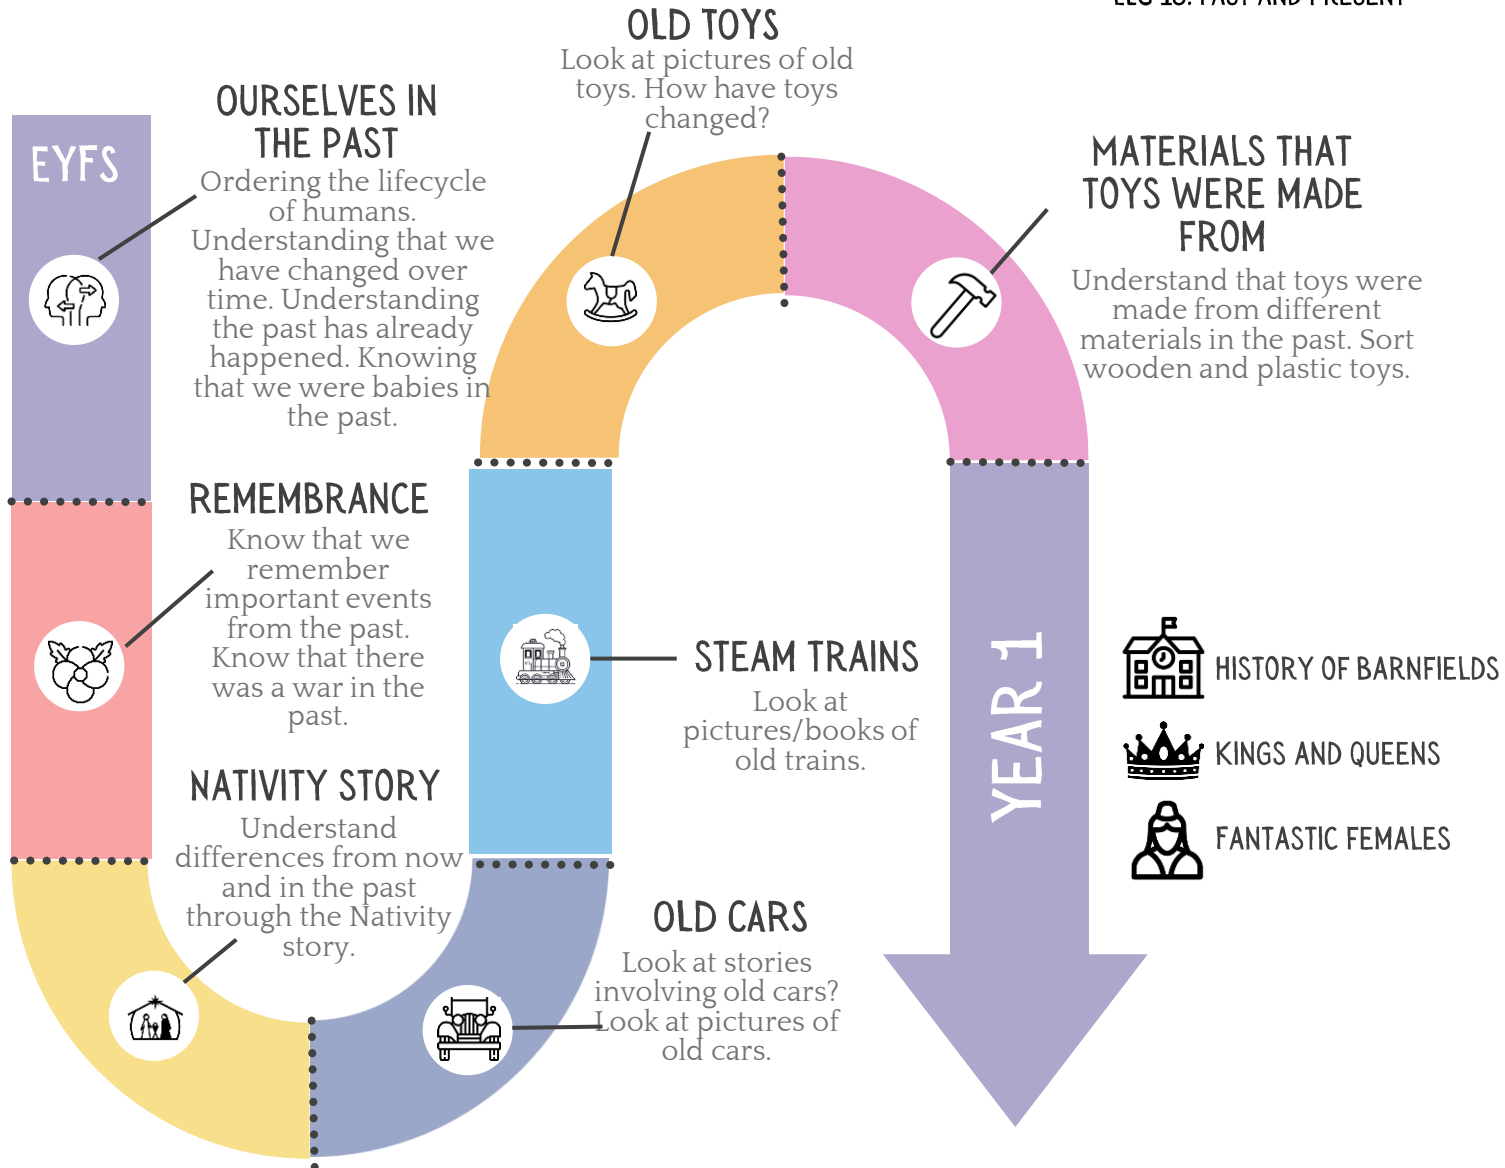 ELG 13: PAST AND PRESENT
EYFS
OURSELVES IN
THE PAST
Ordering the lifecycle
of humans.
Understanding that we
have changed over
time. Understanding
the past has already
happened. Knowing
that we were babies in
the past.
REMEMBRANCE
Know that we
remember
important events
from the past.
Know that there
was a war in the
past.
NATIVITY STORY
Understand
differences from now
and in the past
through the Nativity
story.
OLD CARS
Look at stories
involving old cars?
Look at pictures of
old cars.
STEAM TRAINS
Look at
pictures/books of
old trains.
OLD TOYS
Look at pictures of old
toys. How have toys
changed?
MATERIALS THAT
TOYS WERE MADE
FROM
Understand that toys were
made from different
materials in the past. Sort
wooden and plastic toys.
YEAR 1
HISTORY OF BARNFIELDS
KINGS AND QUEENS
FANTASTIC FEMALES